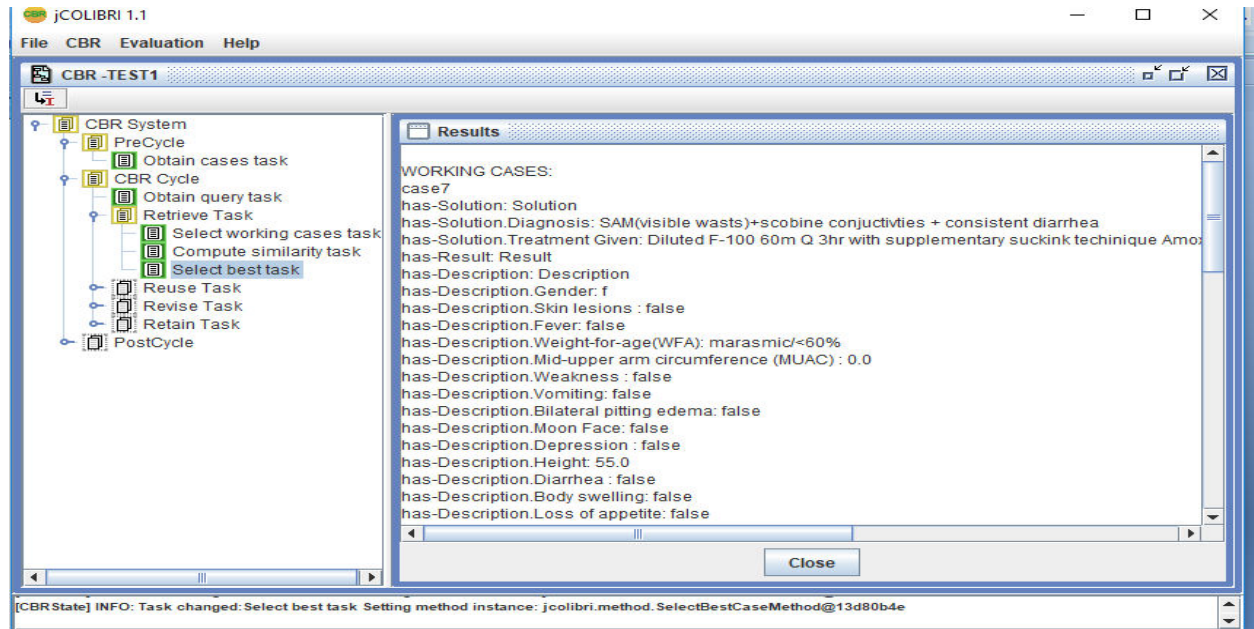 CBR jCOLIBRI 1.1
File CBR Evaluation Help
CBR -TEST1
CBR System
PreCycle
Obtain cases task
CBR Cycle
Obtain query task
Retrieve Task
Select working cases task
Compute similarity task
Select best task
Reuse Task
Revise Task
Retain Task
PostCycle
Results
WORKING CASES:
case7
has-Solution: Solution
has-Solution.Diagnosis: SAM(visible wasts)+scobine conjuctivties + consistent diarrhea
has-Solution.Treatment Given: Diluted F-100 60m Q 3hr with supplementary suckink techinique Amo
has-Result: Result
has-Description: Description
has-Description.Gender: f
has-Description.Skin lesions : false
has-Description.Fever: false
has-Description.Weight-for-age(WFA): marasmic/<60%
has-Description.Mid-upper arm circumference (MUAC) : 0.0
has-Description.Weakness : false
has-Description.Vomiting: false
has-Description.Bilateral pitting edema: false
has-Description.Moon Face: false
has-Description.Depression : false
has-Description.Height: 55.0
has-Description.Diarrhea : false
has-Description.Body swelling: false
has-Description.Loss of appetite: false
Close
[CBRState] INFO: Task changed:Select best task Setting method instance: jcolibri.method.SelectBestCaseMethod@13d80b4e